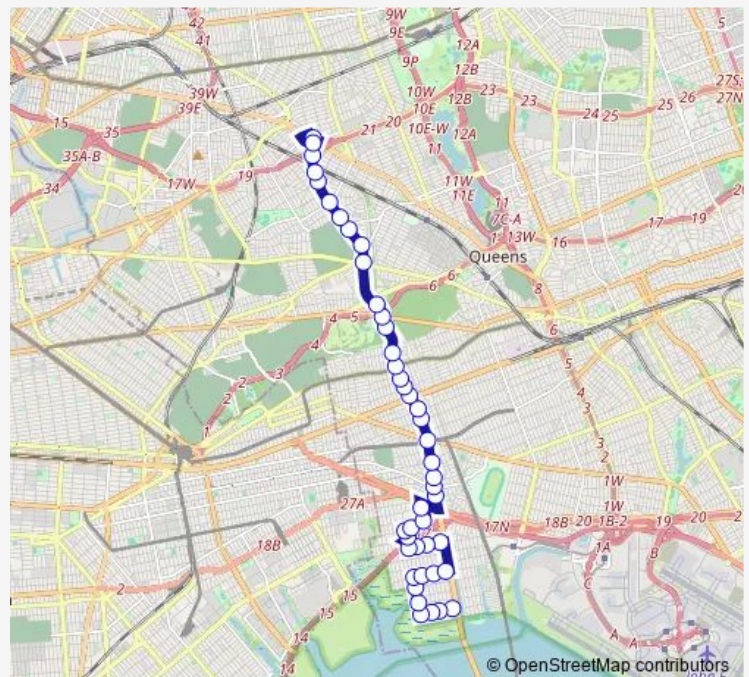 42
41
9W
9E
9P
12A
12B
5
39W
39E
10W
10E
12B
23
23
24
25
25
26
27S
27N
15
35
21
20
10E-W
12A
35A-B
17W
19
11
34
11W
11E
11
7C-A
13W
16
17
19
Queens
6
6
8
4
5
4
6
3
2
2
1
5
4
3
3
2
1W
1W
27A
17N
18B
20
1B-2
19
20
18B
1A
B
2
C
15
15
A
A
14
14
© OpenStreetMap contributors